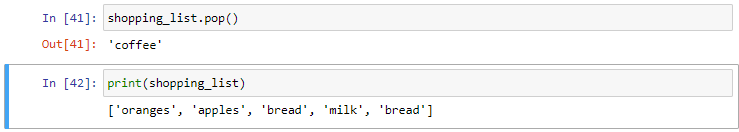 In [41]: shopping_list.pop()
Out[41]: 'coffee'
In [42]: print(shopping_list)
['oranges', 'apples', 'bread', 'milk', 'bread']